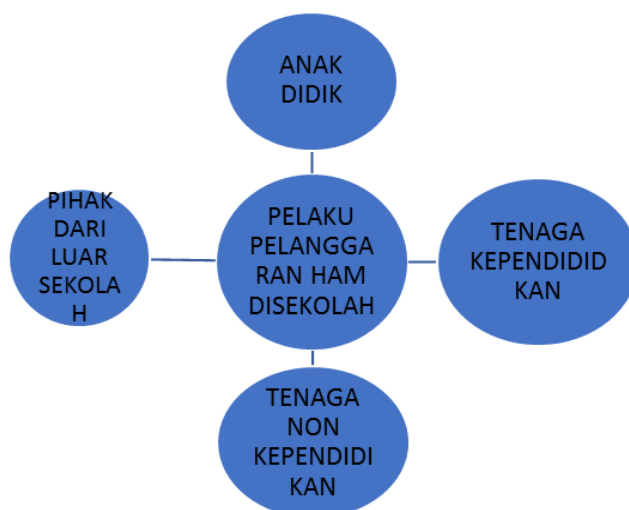 ANAK
DIDIK
PIHAK
DARI
LUAR
SEKOLA
H
PELAKU
PELANGGA
RAN HAM
DISEKOLAH
TENAGA
KEPENDIDID
KAN
TENAGA
NON
KEPENDIDI
KAN